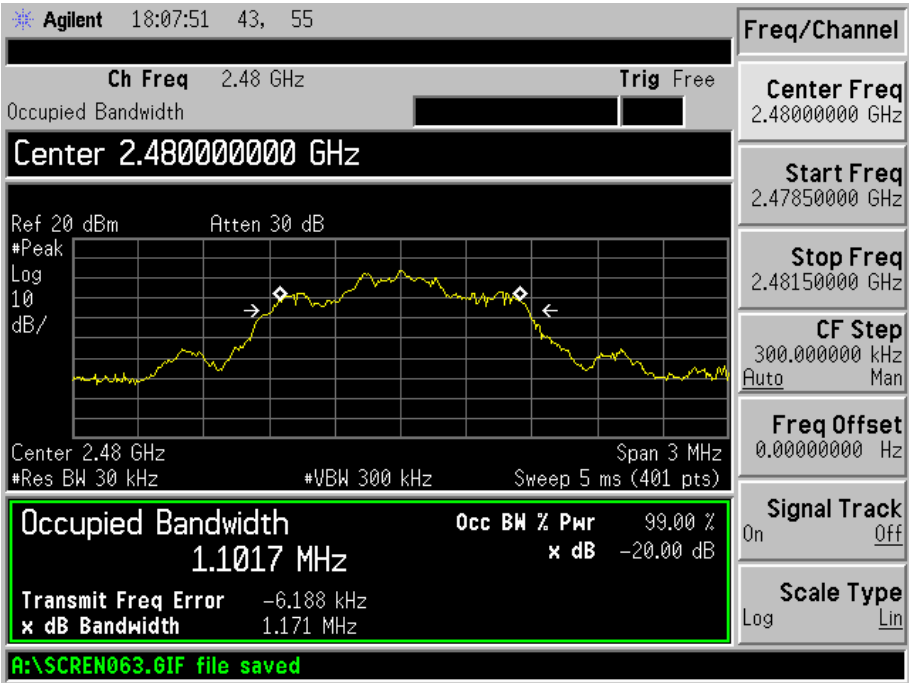 Agilent 18:07:51 43, 55
Freq/Channel
Ch Freq 2.48 GHz Trig Free
Occupied Bandwidth
Center 2.480000000 GHz
Ref 20 dBm Atten 30 dB
#Peak
Log
10
dB/
Center 2.48 GHz Span 3 MHz
#Res BW 30 kHz #VBW 300 kHz Sweep 5 ms (401 pts)
Occupied Bandwidth
1.1017 MHz
Occ BW % Pwr 99.00 %
x dB -20.00 dB
Transmit Freq Error -6.188 kHz
x dB Bandwidth 1.171 MHz
A:\SCREN063.GIF file saved
Center Freq
2.48000000 GHz
Start Freq
2.47850000 GHz
Stop Freq
2.48150000 GHz
CF Step
300.000000 kHz
Auto Man
Freq Offset
0.00000000 Hz
Signal Track
On Off
Scale Type
Log Lin